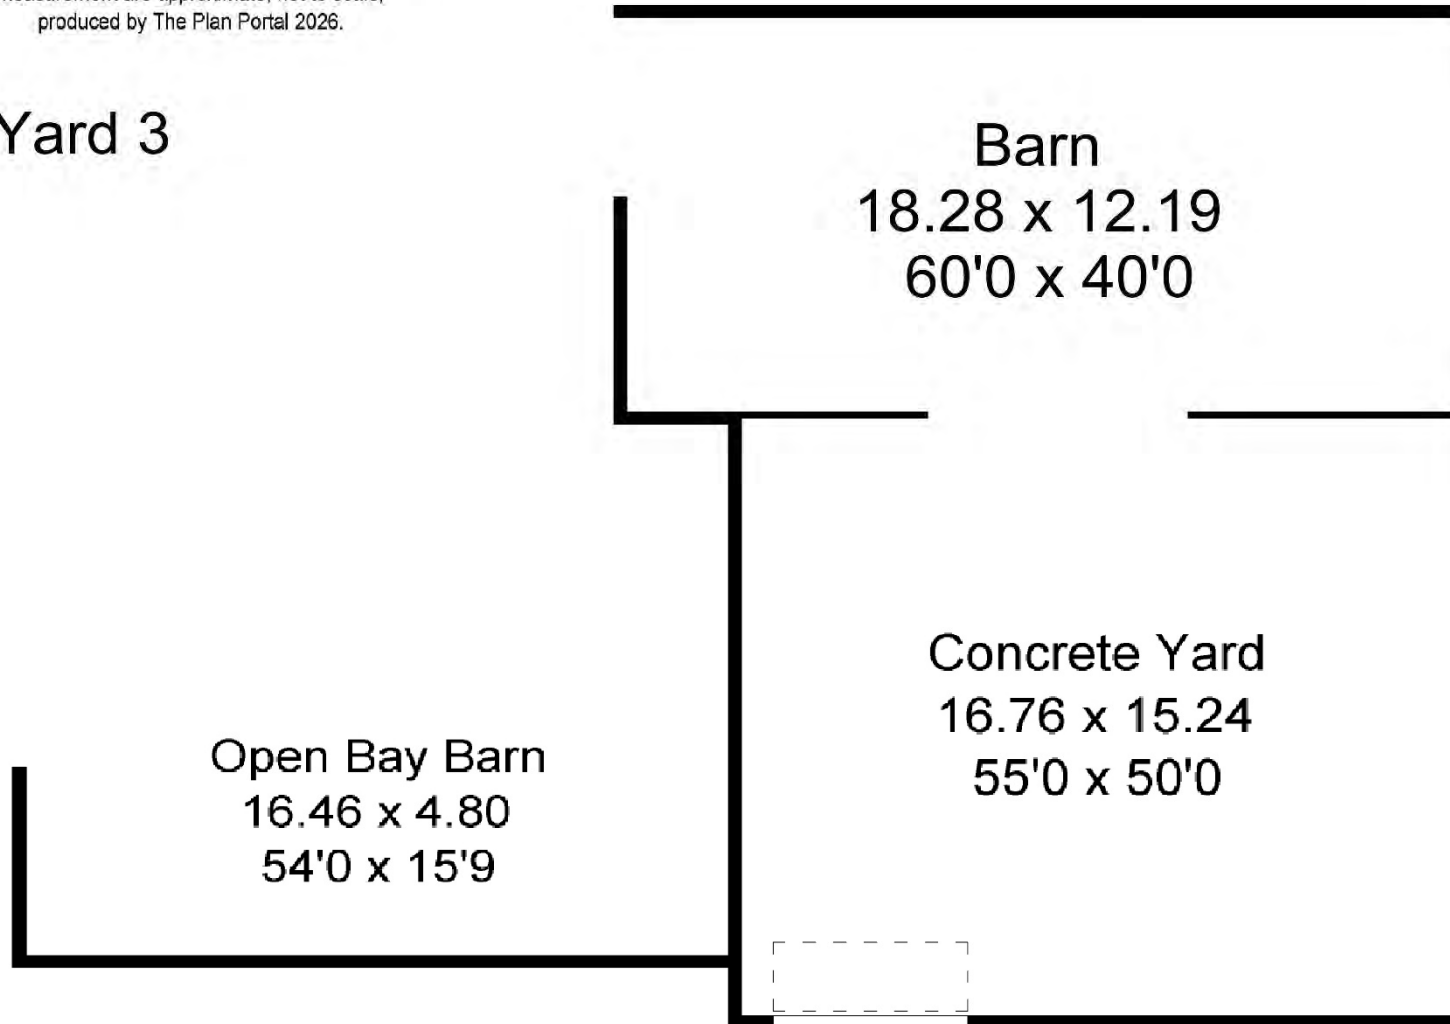 produced by The Plan Portal 2026.
Yard 3
Barn
18.28 x 12.19
60'0 x 40'0
Concrete Yard
16.76 x 15.24
55'0 x 50'0
Open Bay Barn
16.46 x 4.80
54'0 x 15'9